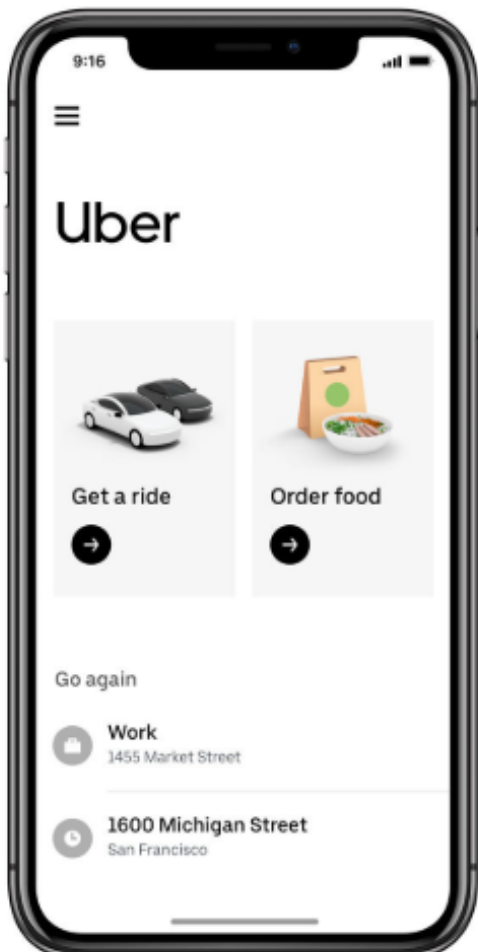 9:16
Uber
Get a ride
Order food
Go again
Work
1455 Market Street
1600 Michigan Street
San Francisco